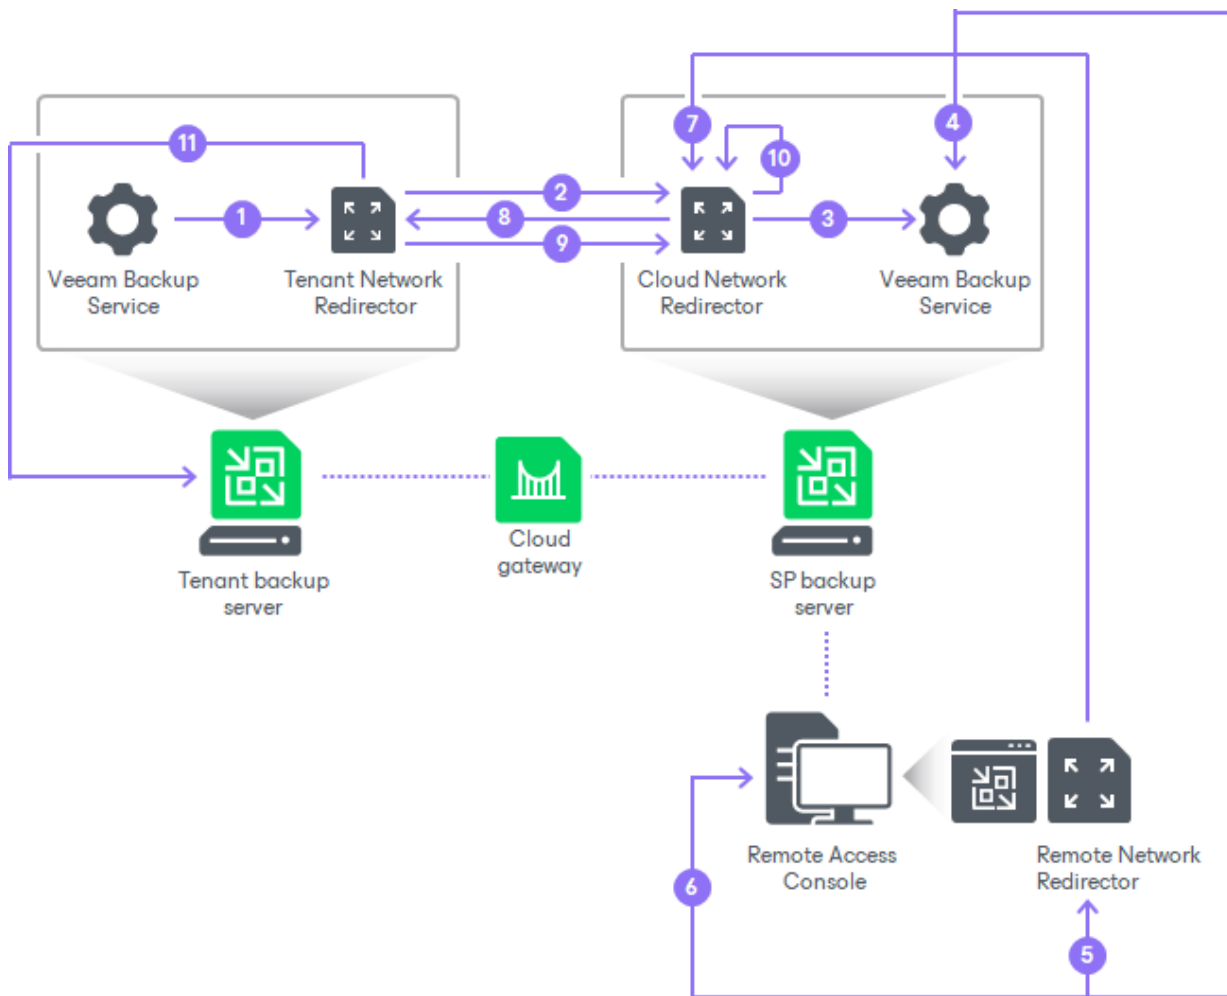 4
7
11
10
2
1
8
3
9
Veeam Backup
Service
Tenant Network
Redirector
Cloud Network
Redirector
Veeam Backup
Service
Cloud
gateway
Tenant backup
server
SP backup
server
Remote Access
Console
Remote Network
Redirector
6
5